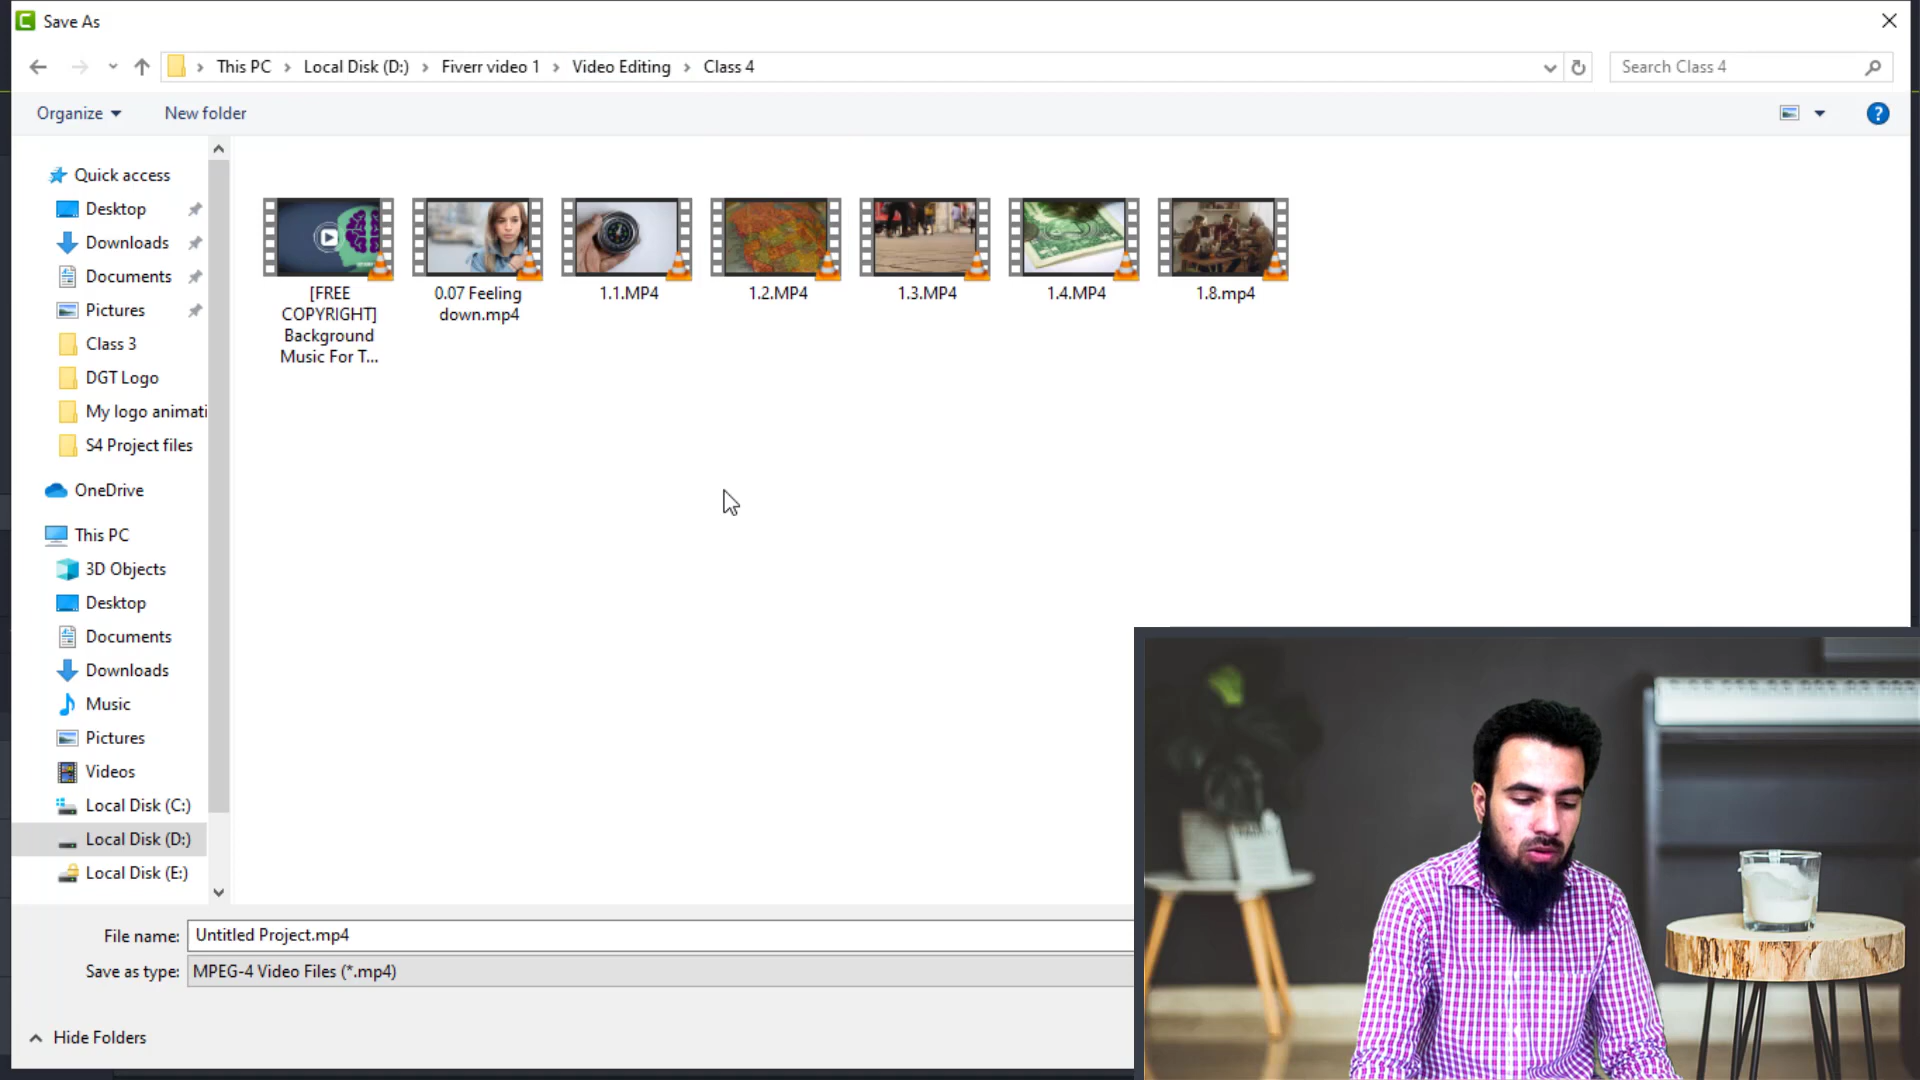 Save As
This PC > Local Disk (D:) > Fiverr video 1 > Video Editing > Class 4
Search Class 4
Organize
New folder
Quick access
Desktop
Downloads
Documents
Pictures
Class 3
DGT Logo
My logo animati
S4 Project files
OneDrive
This PC
3D Objects
Desktop
Documents
Downloads
Music
Pictures
Videos
Local Disk (C:)
Local Disk (D:)
Local Disk (E:)
[FREE
COPYRIGHT]
Background
Music For T...
0.07 Feeling
down.mp4
1.1.MP4
1.2.MP4
1.3.MP4
1.4.MP4
1.8.mp4
File name: Untitled Project.mp4
Save as type: MPEG-4 Video Files (*.mp4)
Hide Folders